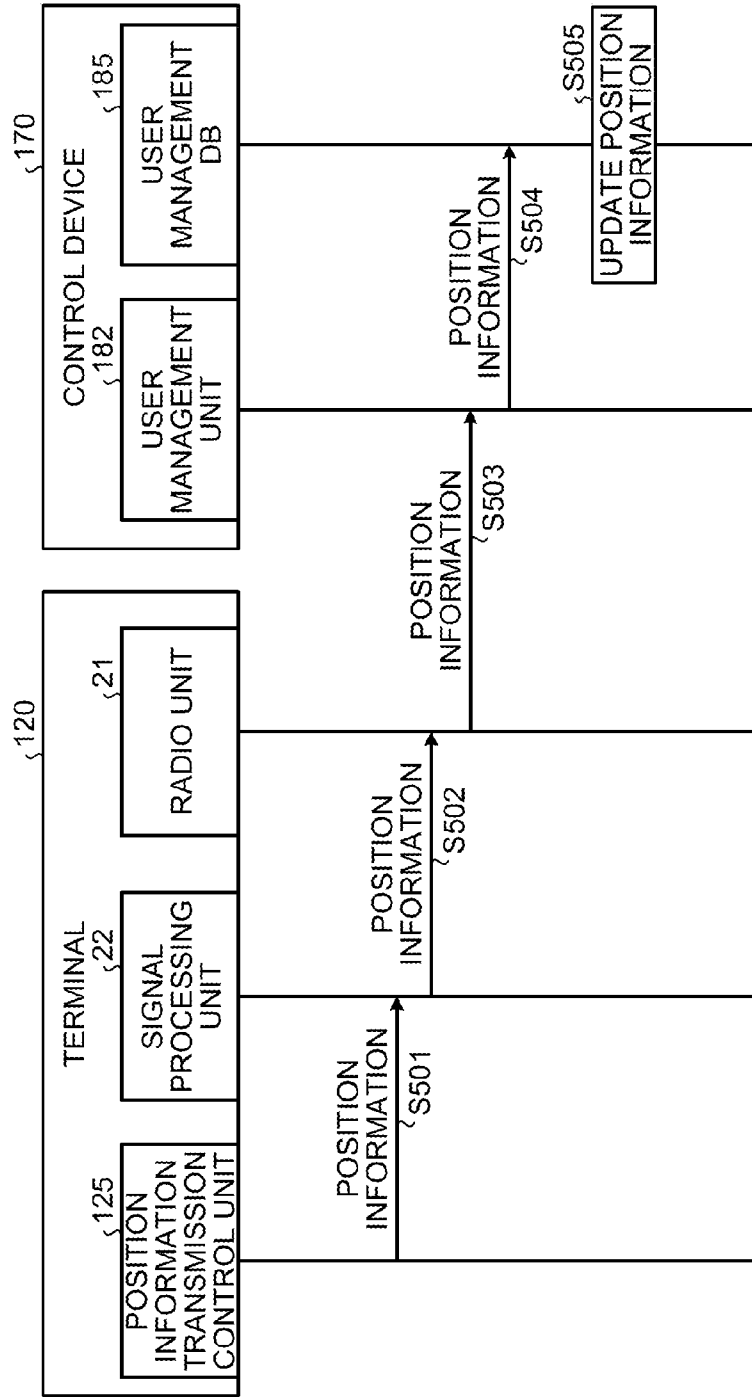 120
TERMINAL
125
POSITION
INFORMATION
TRANSMISSION
CONTROL UNIT
22
SIGNAL
PROCESSING
UNIT
21
RADIO UNIT
170
CONTROL DEVICE
182
USER
MANAGEMENT
UNIT
185
USER
MANAGEMENT
DB
POSITION
INFORMATION
S501
POSITION
INFORMATION
S502
POSITION
INFORMATION
S503
POSITION
INFORMATION
S504
S505
UPDATE POSITION
INFORMATION